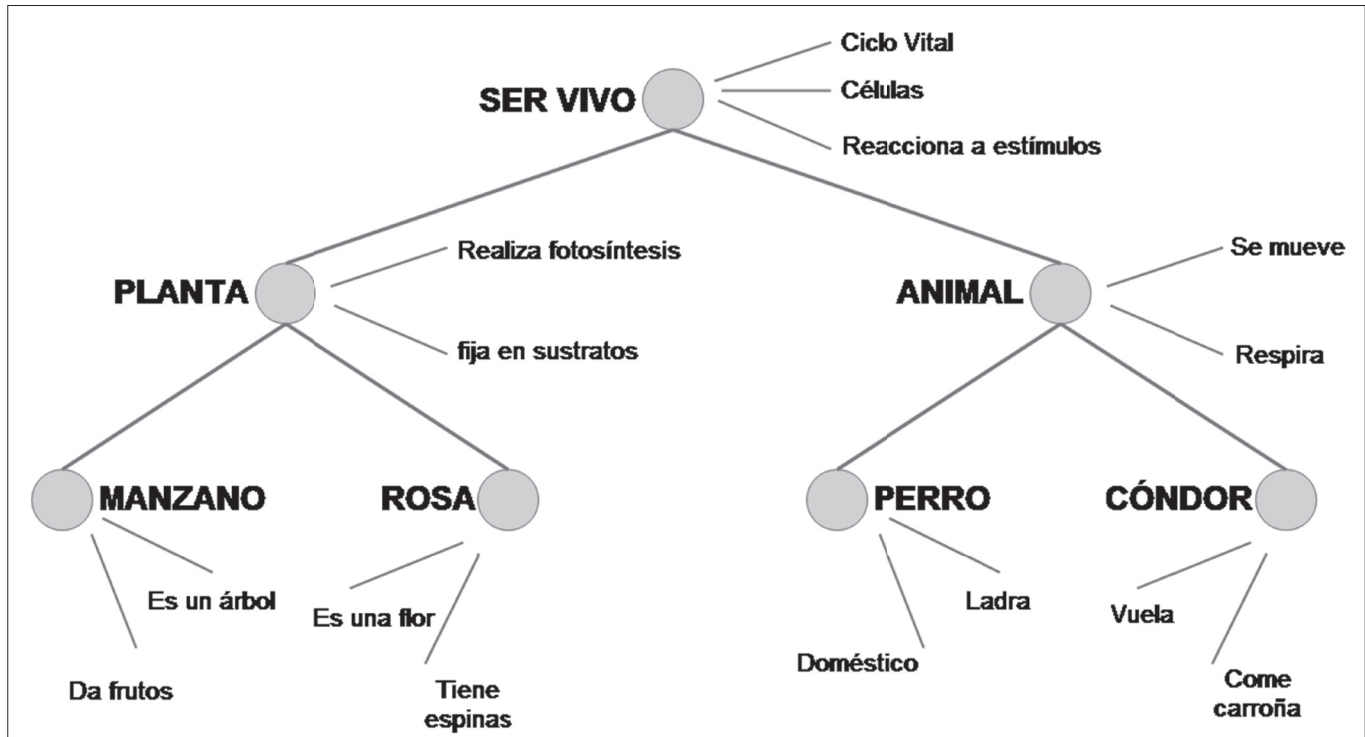 Ciclo Vital
SER VIVO
Células
Reacciona a estímulos
Realiza fotosíntesis
PLANTA
fija en sustratos
Se mueve
ANIMAL
Respira
MANZANO
Es un árbol
Da frutos
ROSA
Es una flor
Tiene
espinas
PERRO
Ladra
Doméstico
CÓNDOR
Vuela
Come
carroña